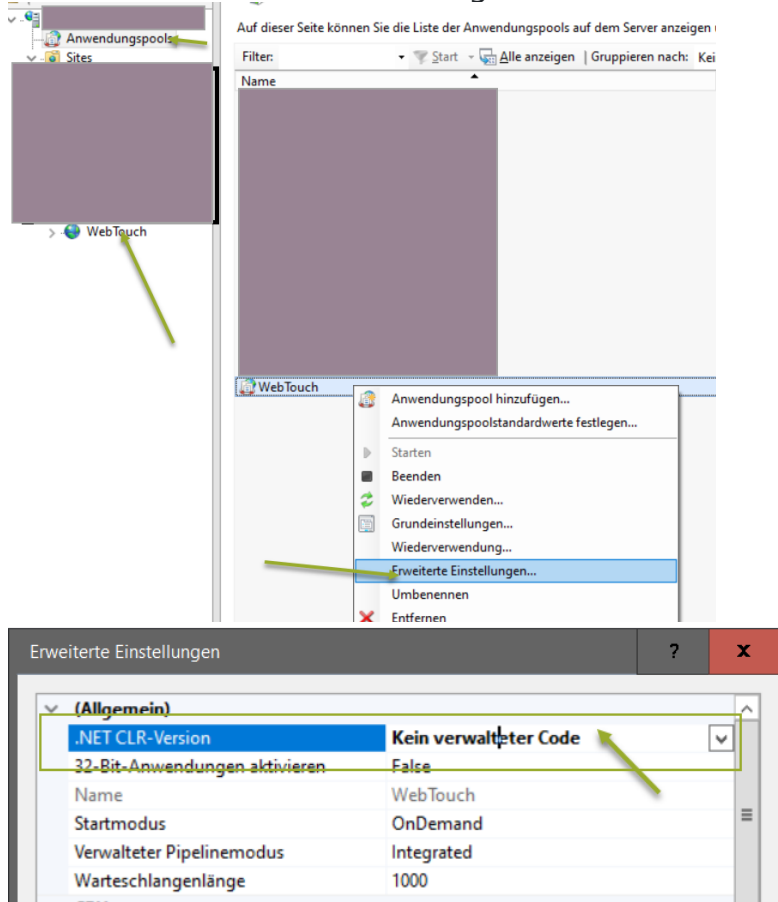 Auf dieser Seite können Sie die Liste der Anwendungspools auf dem Server anzeigen
Anwendungspools
Sites
WebTouch
Filter: Start Alle anzeigen | Gruppieren nach: Kei
Name
WebTouch
Anwendungspool hinzufügen...
Anwendungspoolstandardwerte festlegen...
Starten
Beenden
Wiederverwenden...
Grundeinstellungen...
Wiederverwendung...
Erweiterte Einstellungen...
Umbenennen
Entfernen
Erweiterte Einstellungen ? x
(Allgemein)
.NET CLR-Version Kein verwalteter Code
32-Bit-Anwendungen aktivieren False
Name WebTouch
Startmodus OnDemand
Verwalteter Pipelinemodus Integrated
Warteschlangenlänge 1000